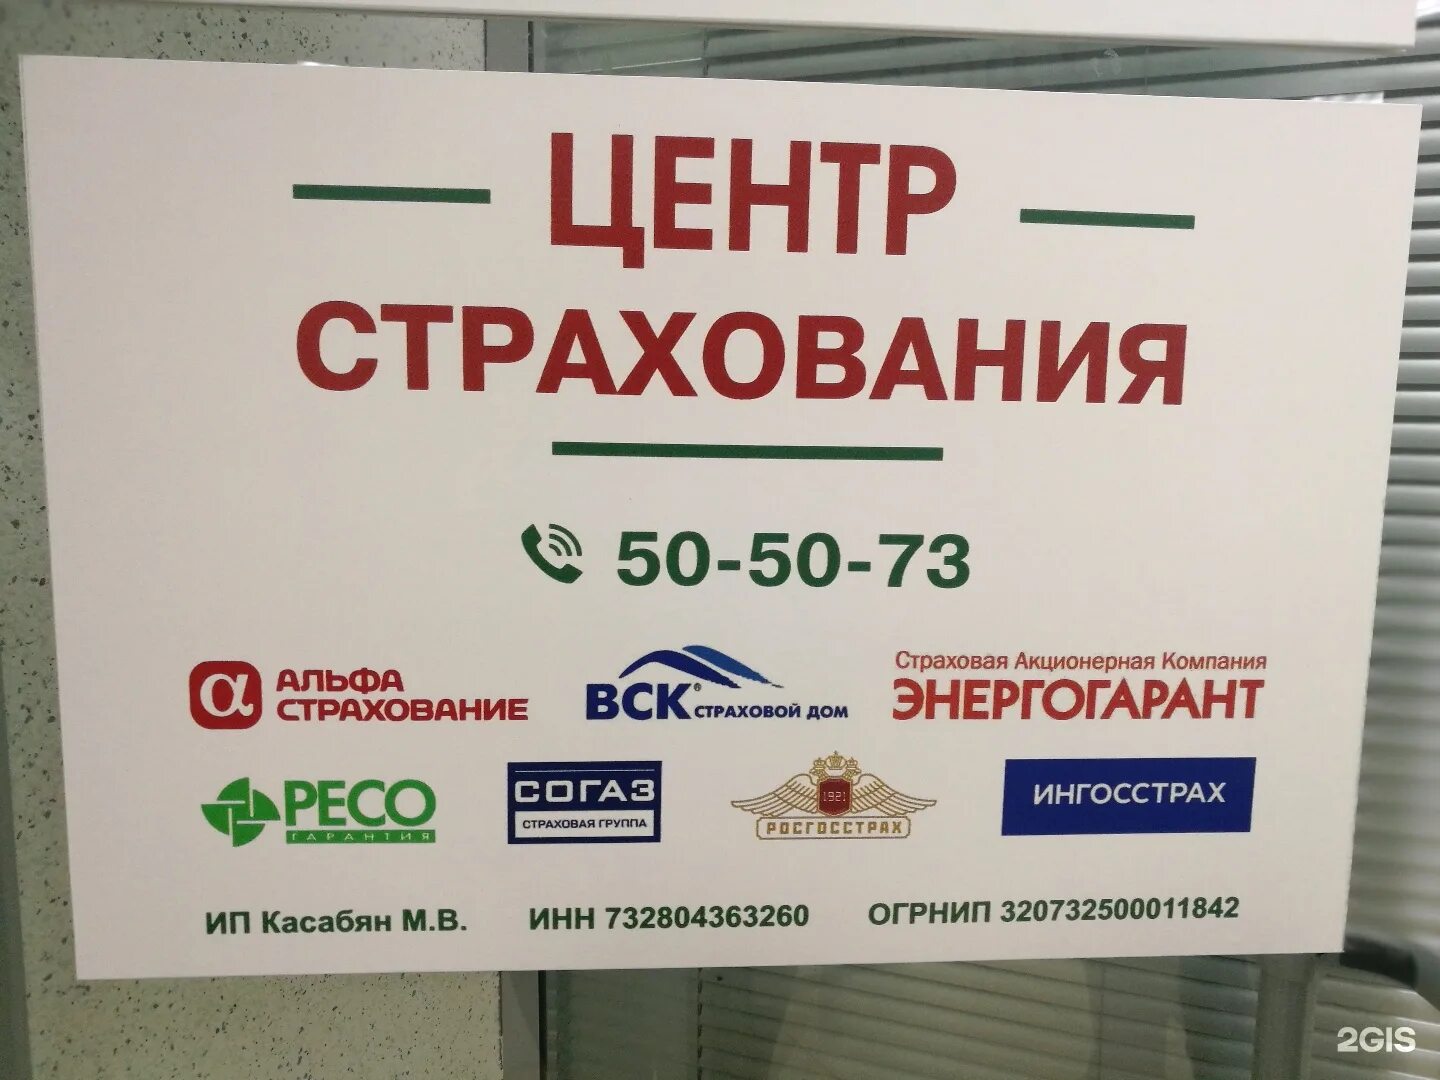 ЦЕНТР
СТРАХОВАНИЯ
50-50-73
АЛЬФА
СТРАХОВАНИЕ
ВСК® СТРАХОВОЙ ДОМ
Страховая Акционерная Компания
ЭНЕРГОГАРАНТ
РЕСО
ГАРАНТИЯ
СОГАЗ
СТРАХОВАЯ ГРУППА
1921
РОСГОССТРАХ
ИНГОССТРАХ
ИП Касабян М.В. ИНН 732804363260 ОГРНИП 320732500011842
2GIS